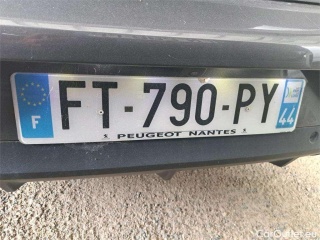 F
FT-790-PY
44
PEUGEOT NANTES
CarOutlet.eu